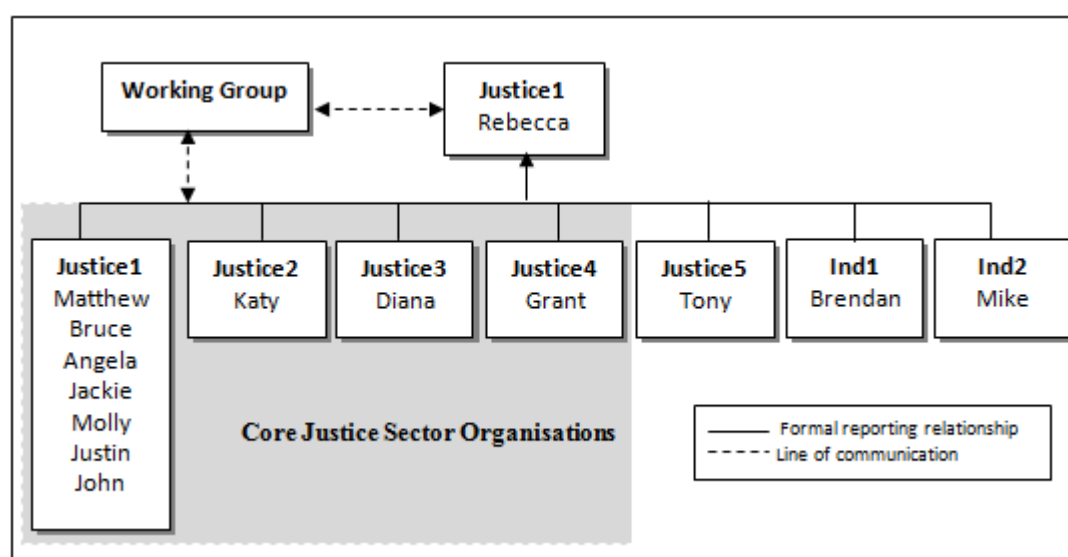 Working Group
Justice1
Rebecca
Justice1
Matthew
Bruce
Angela
Jackie
Molly
Justin
John
Justice2
Katy
Justice3
Diana
Justice4
Grant
Justice5
Tony
Ind1
Brendan
Ind2
Mike
Core Justice Sector Organisations
Formal reporting relationship
Line of communication